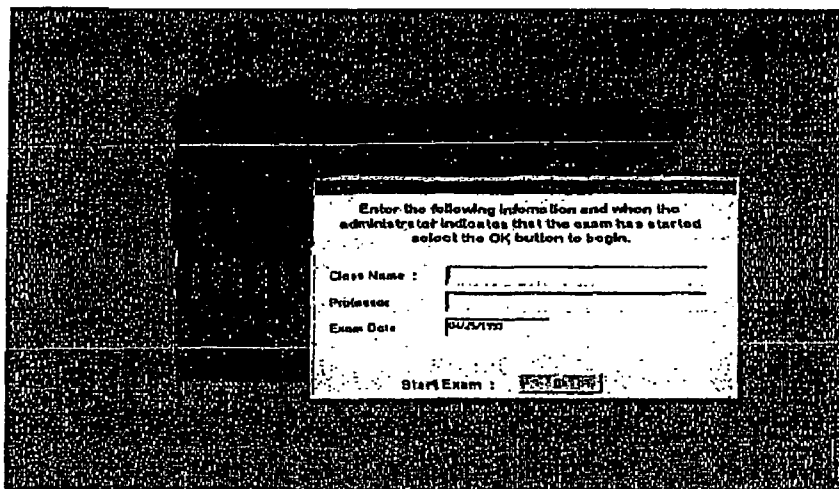 Enter the following infomation and when the
administrator indicates that the exam has started
select the OK button to begin.
Class Name :
Professor
Exam Date
Start Exam :